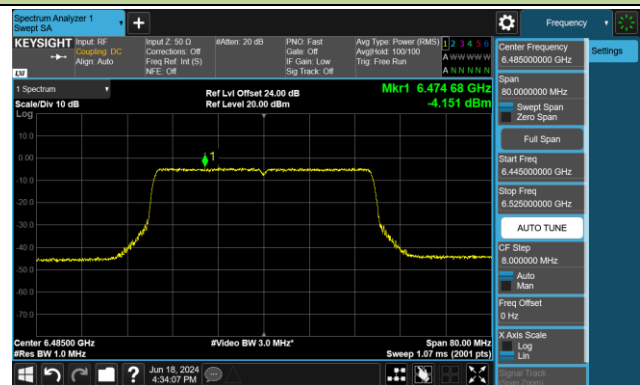 Spectrum Analyzer 1
Swept SA
Frequency
KEYSIGHT
Input: RF
Coupling: DC
Align: Auto
Input Z: 50 Ω
Corrections: Off
Freq Ref: Int (S)
NFE: Off
#Atten: 20 dB
PNO: Fast
Gate: Off
IF Gain: Low
Sig Track: Off
Avg Type: Power (RMS)
Avg|Hold: 100/100
Trig: Free Run
1 2 3 4 5 6
A W W W W W
A N N N N N
LXI
1 Spectrum
Scale/Div 10 dB
Ref Lvl Offset 24.00 dB
Ref Level 20.00 dBm
Mkr1 6.474 68 GHz
-4.151 dBm
Log
10.0
0.00
-10.0
-20.0
-30.0
-40.0
-50.0
-60.0
-70.0
1
Center 6.48500 GHz
#Res BW 1.0 MHz
#Video BW 3.0 MHz*
Span 80.00 MHz
Sweep 1.07 ms (2001 pts)
Center Frequency
6.485000000 GHz
Span
80.0000000 MHz
Swept Span
Zero Span
Full Span
Start Freq
6.445000000 GHz
Stop Freq
6.525000000 GHz
AUTO TUNE
CF Step
8.000000 MHz
Auto
Man
Freq Offset
0 Hz
X Axis Scale
Log
Lin
Signal Track
(Span Zoom)
Settings
Jun 18, 2024
4:34:07 PM